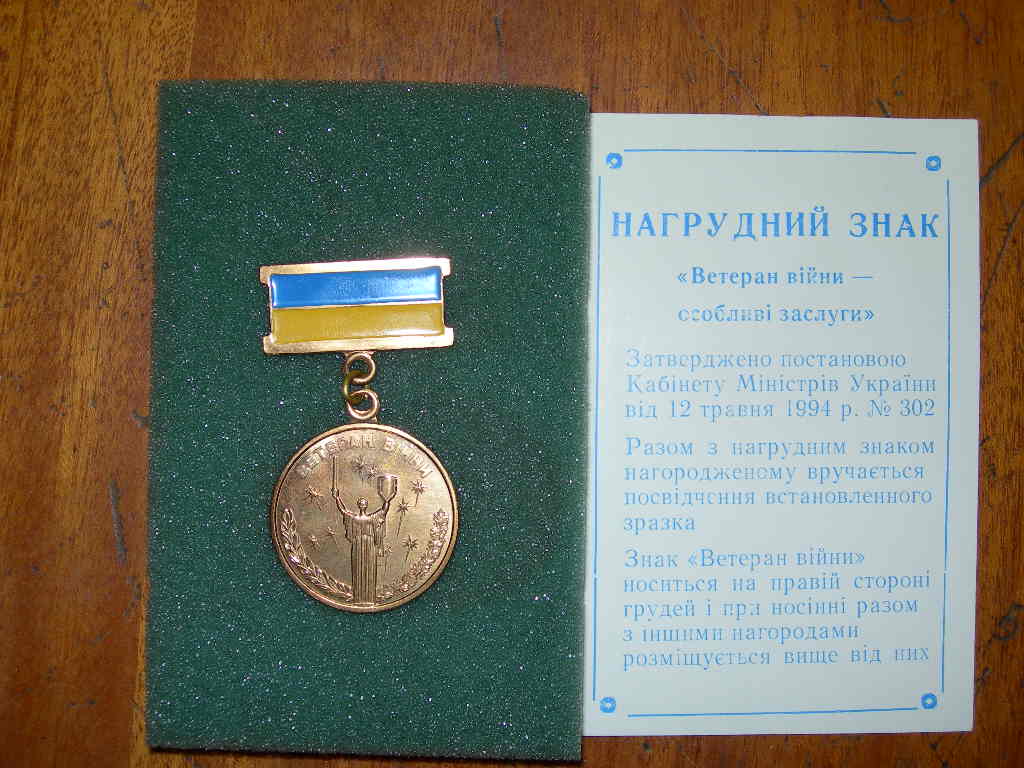 ВЕТЕРАН ВІЙНИ
НАГРУДНИЙ ЗНАК
«Ветеран війни —
особливі заслуги»
Затверджено постановою
Кабінету Міністрів України
від 12 травня 1994 р. № 302
Разом з нагрудним знаком
нагородженому вручається
посвідчення встановленного
зразка
Знак «Ветеран війни»
носиться на правій стороні
грудей і при носінні разом
з іншими нагородами
розміщується вище від них